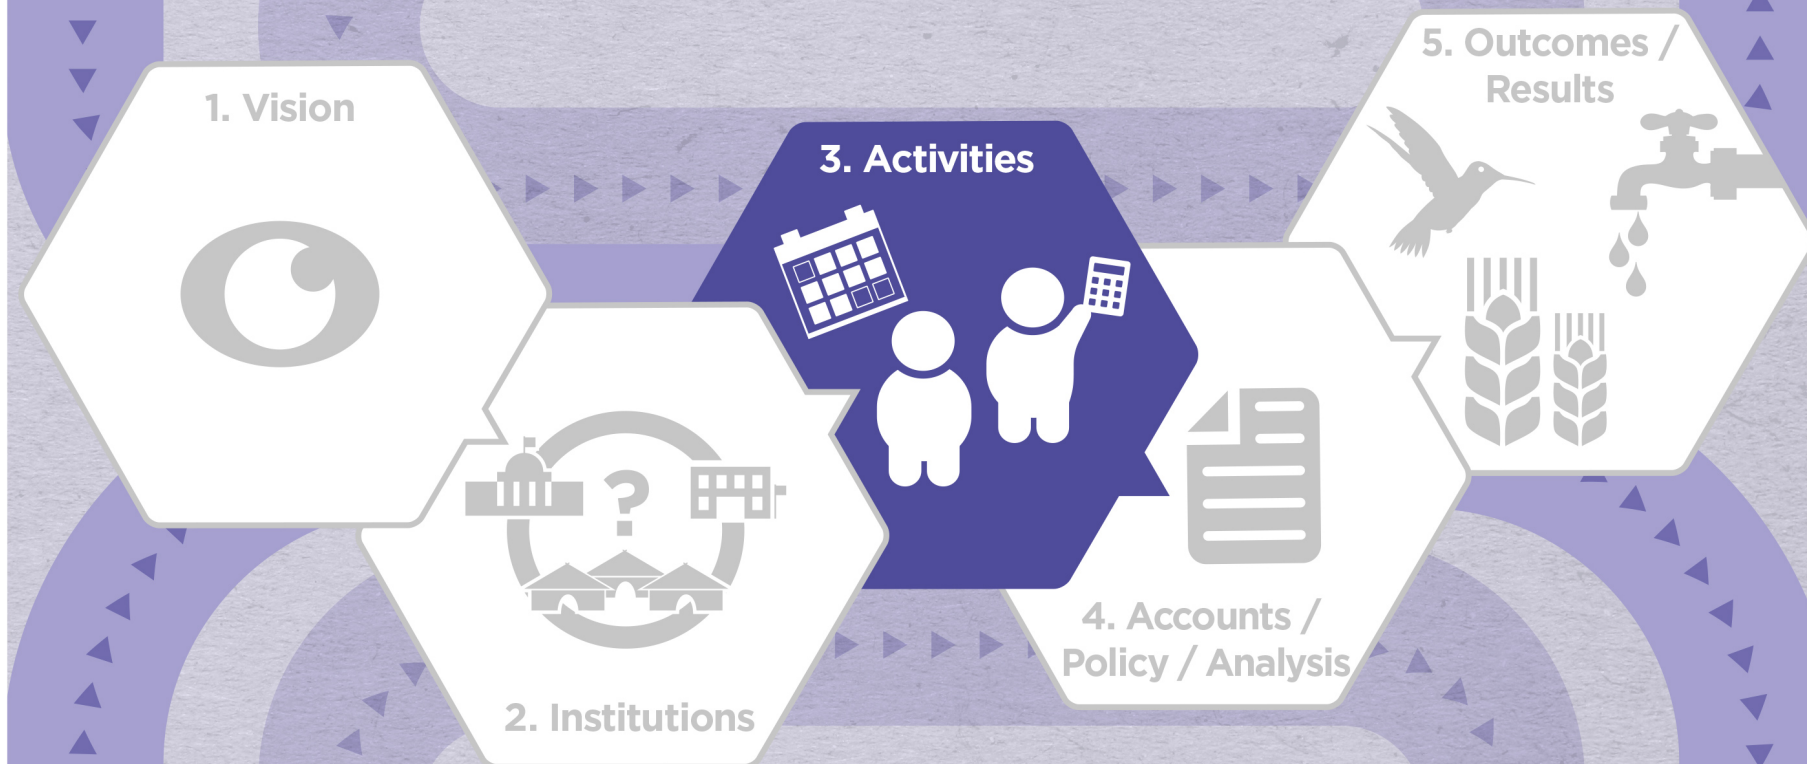 1. Vision
2. Institutions
3. Activities
4. Accounts /
Policy / Analysis
5. Outcomes /
Results
?